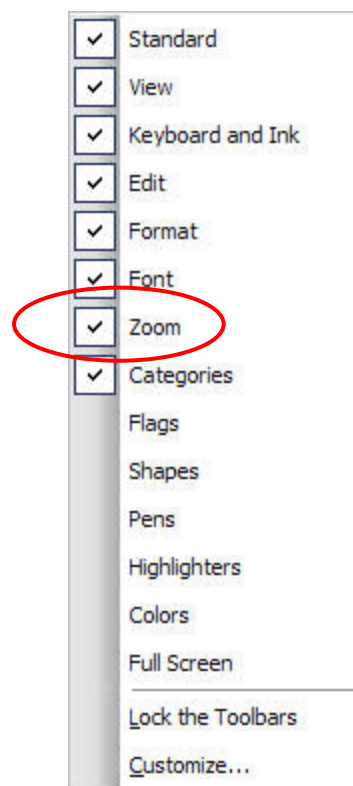 Standard
View
Keyboard and Ink
Edit
Format
Font
Zoom
Categories
Flags
Shapes
Pens
Highlighters
Colors
Full Screen
Lock the Toolbars
Customize...